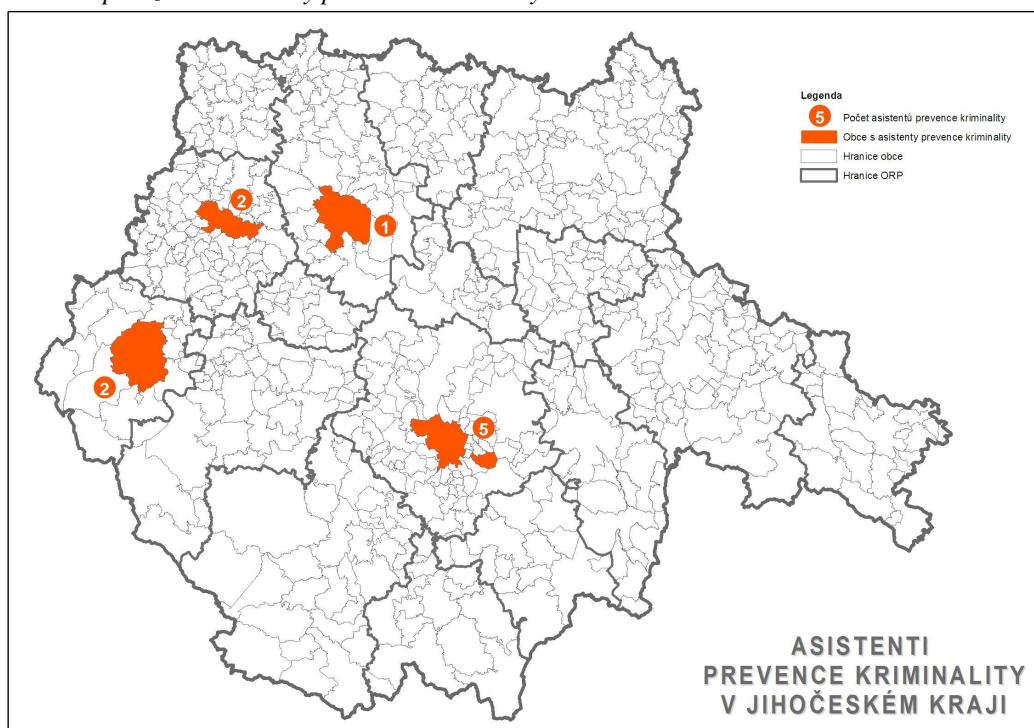 Legenda
5 Počet asistentů prevence kriminality
Obce s asistenty prevence kriminality
Hranice obce
Hranice ORP
2
1
2
5
ASISTENTI
PREVENCE KRIMINALITY
V JIHOČESKÉM KRAJI